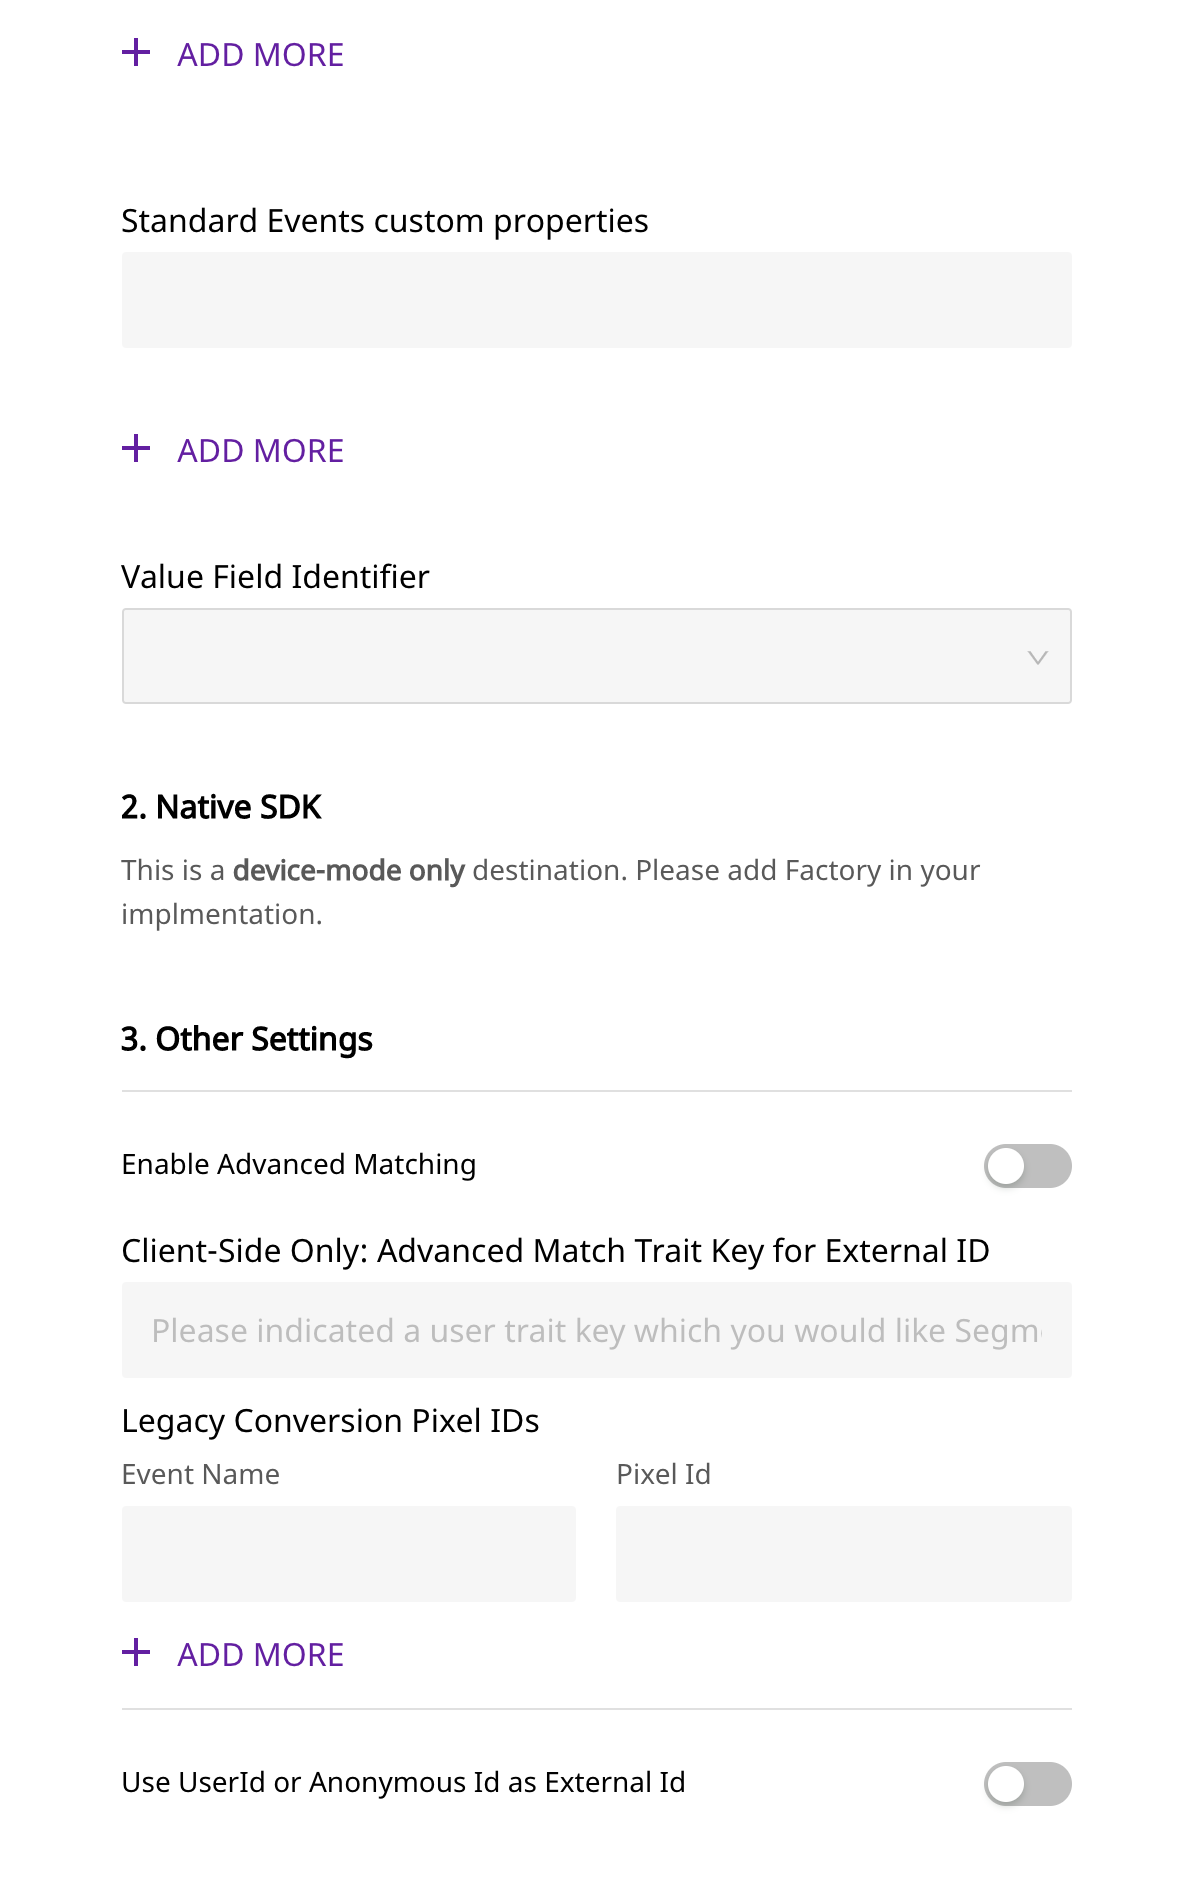 ADD MORE
Standard Events custom properties
ADD MORE
Value Field Identifier
2. Native SDK
This is a device-mode only destination. Please add Factory in your
implmentation.
3. Other Settings
Enable Advanced Matching
Client-Side Only: Advanced Match Trait Key for External ID
Please indicated a user trait key which you would like Segm
Legacy Conversion Pixel IDs
Event Name Pixel Id
ADD MORE
Use UserId or Anonymous Id as External Id